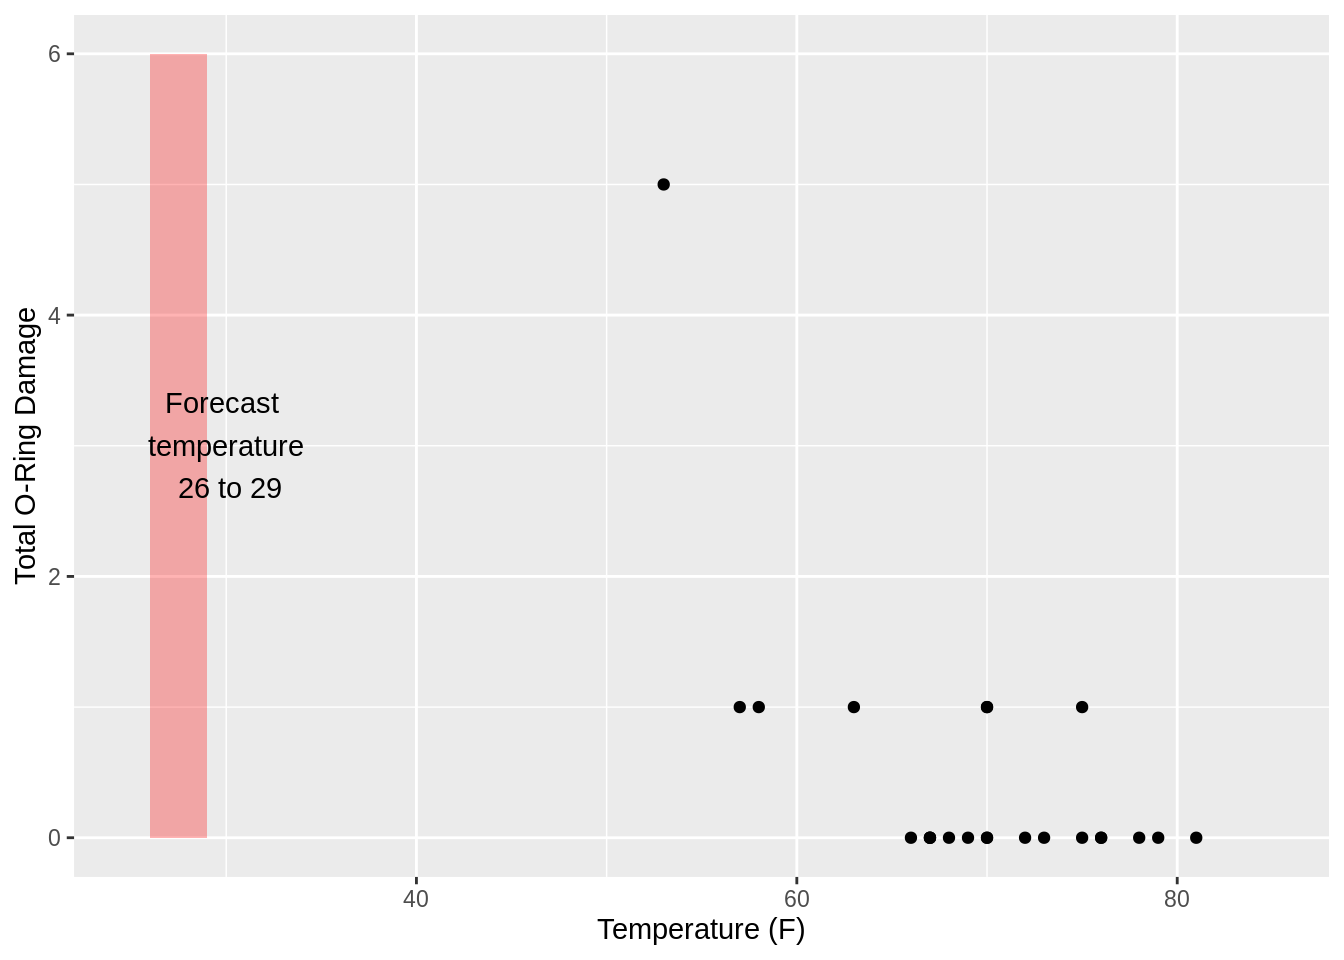 6
4
2
0
Total O-Ring Damage
Forecast
temperature
26 to 29
40
60
80
Temperature (F)